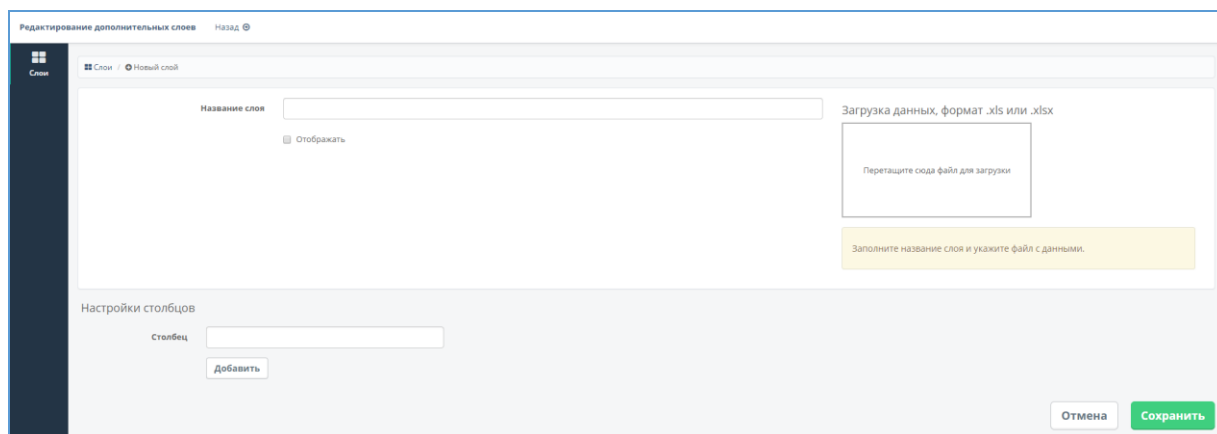 Редактирование дополнительных слоев Назад
Слои
Слои / Новый слой
Название слоя
Отображать
Загрузка данных, формат .xls или .xlsx
Перетащите сюда файл для загрузки
Заполните название слоя и укажите файл с данными.
Настройки столбцов
Столбец
Добавить
Отмена Сохранить